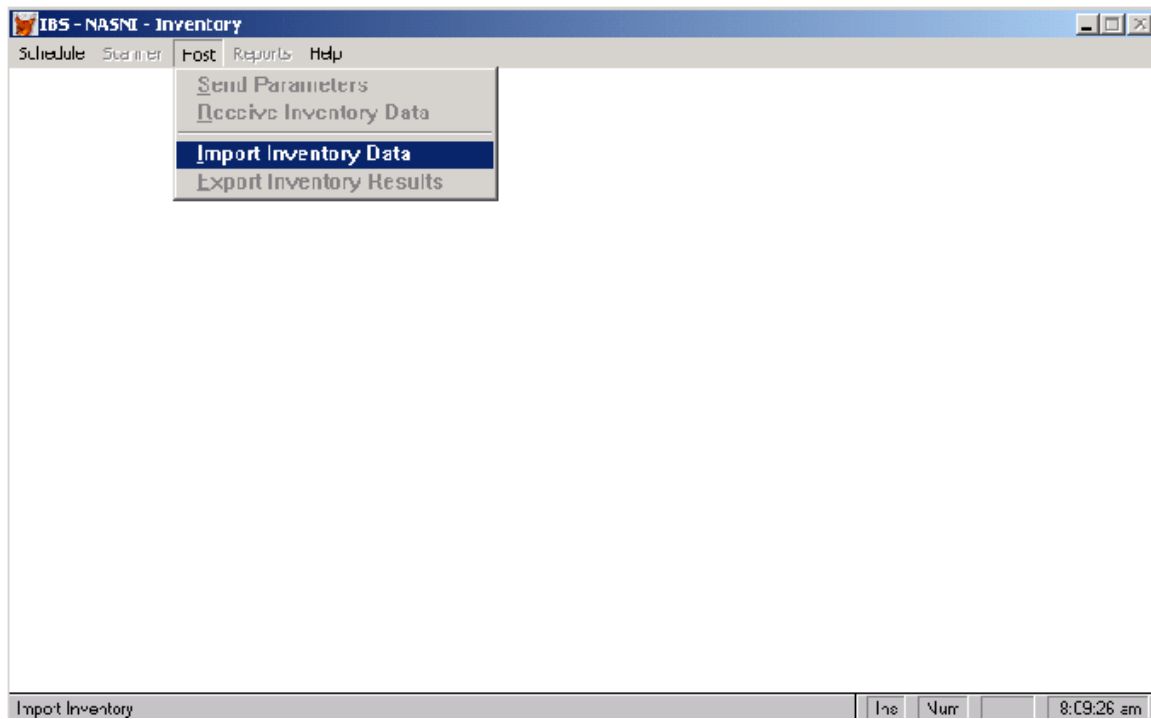 IBS - NASNI - Inventory
Schedule Scanner Host Reports Help
Send Parameters
Receive Inventory Data
Import Inventory Data
Export Inventory Results
Import Inventory Ins Num 8:09:26 am